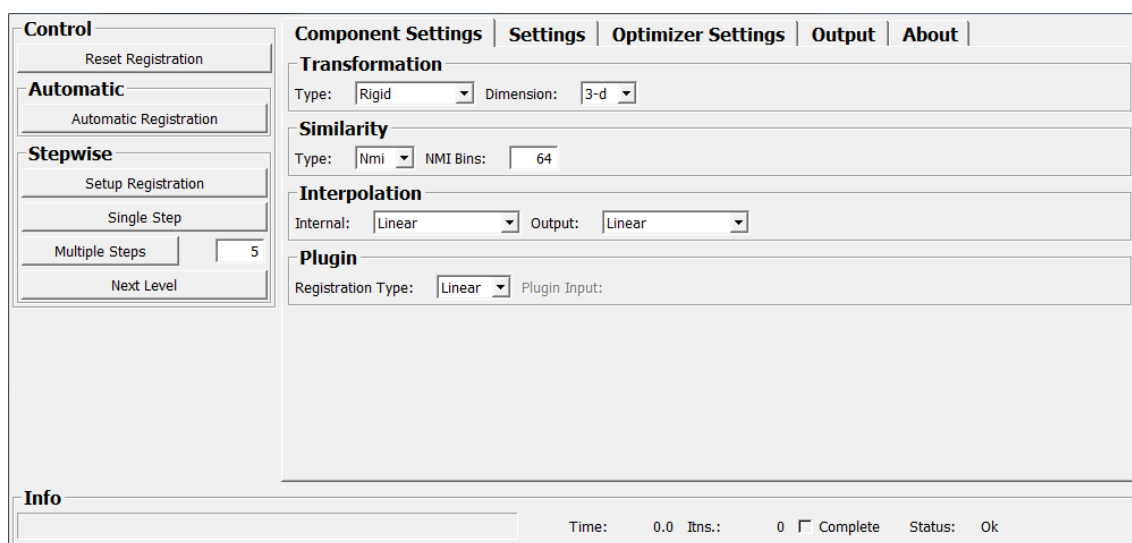 Control
Reset Registration
Automatic
Automatic Registration
Stepwise
Setup Registration
Single Step
Multiple Steps 5
Next Level
Component Settings Settings Optimizer Settings Output About
Transformation
Type: Rigid Dimension: 3-d
Similarity
Type: Nmi NMI Bins: 64
Interpolation
Internal: Linear Output: Linear
Plugin
Registration Type: Linear Plugin Input:
Info
Time: 0.0 Itns.: 0 Complete Status: Ok